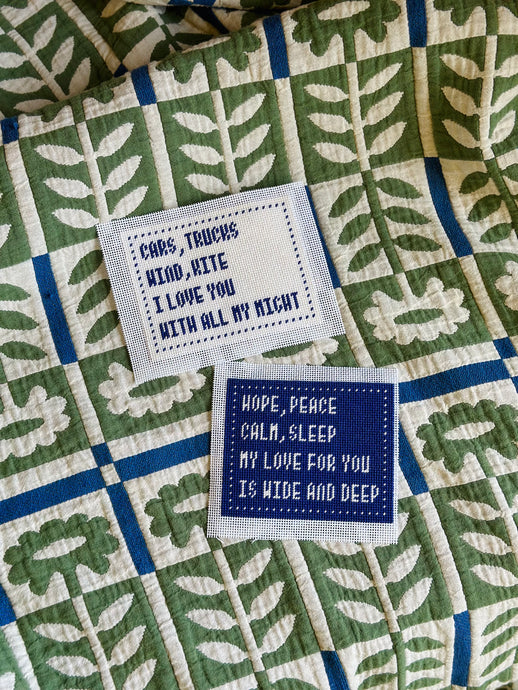 CARS, TRUCKS
WIND, KITE
I LOVE YOU
WITH ALL MY MIGHT
HOPE, PEACE
CALM, SLEEP
MY LOVE FOR YOU
IS WIDE AND DEEP